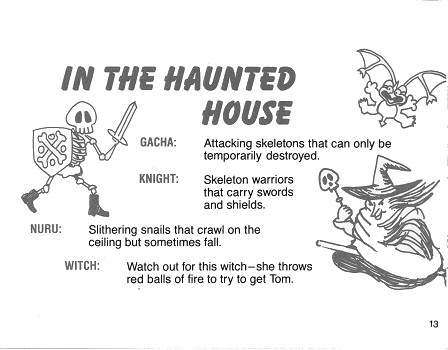 IN THE HAUNTED
HOUSE
GACHA: Attacking skeletons that can only be
temporarily destroyed.
KNIGHT: Skeleton warriors
that carry swords
and shields.
NURU: Slithering snails that crawl on the
ceiling but sometimes fall.
WITCH: Watch out for this witch—she throws
red balls of fire to try to get Tom.
13